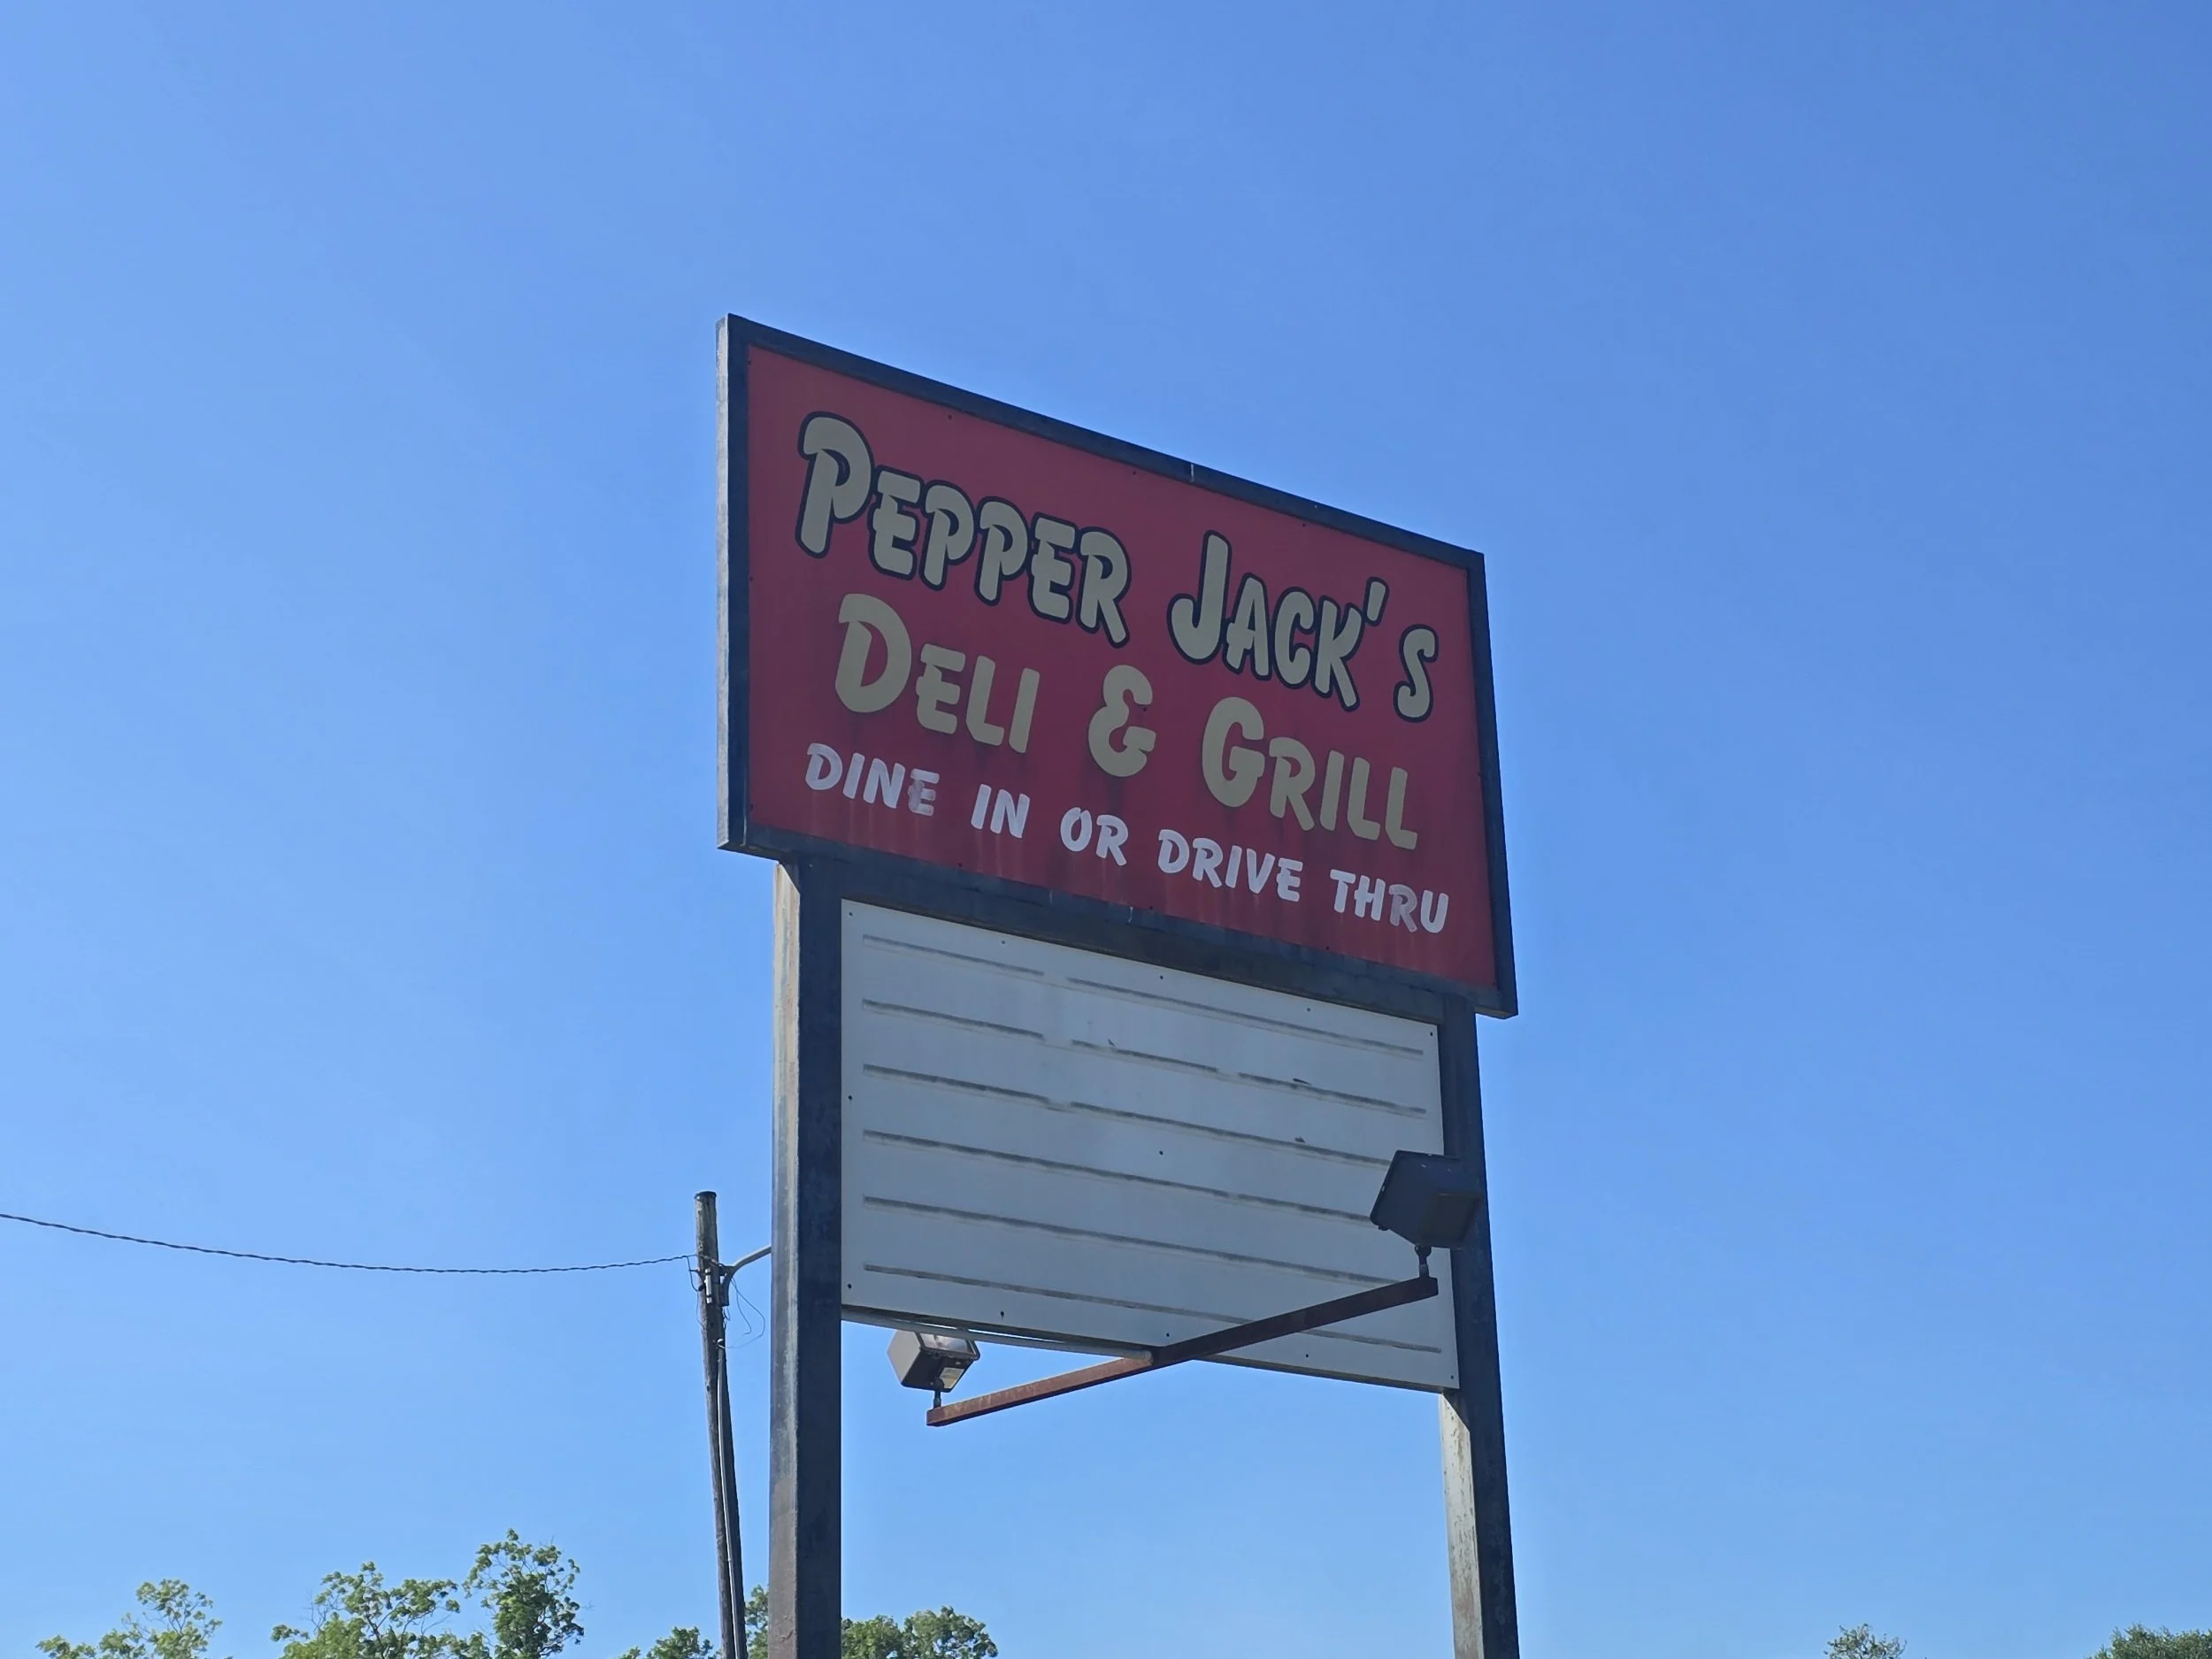 PEPPER JACK'S
DELI & GRILL
DINE IN OR DRIVE THRU